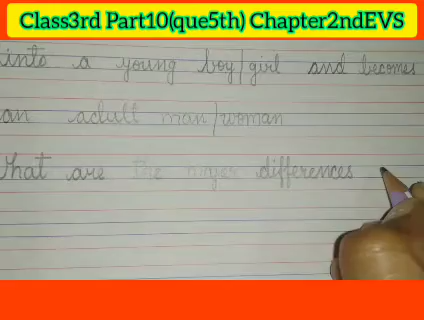 Class3rd Part10(que5th) Chapter2ndEVS
into a young boy/girl and becomes
an adult man/woman
What are the major differences